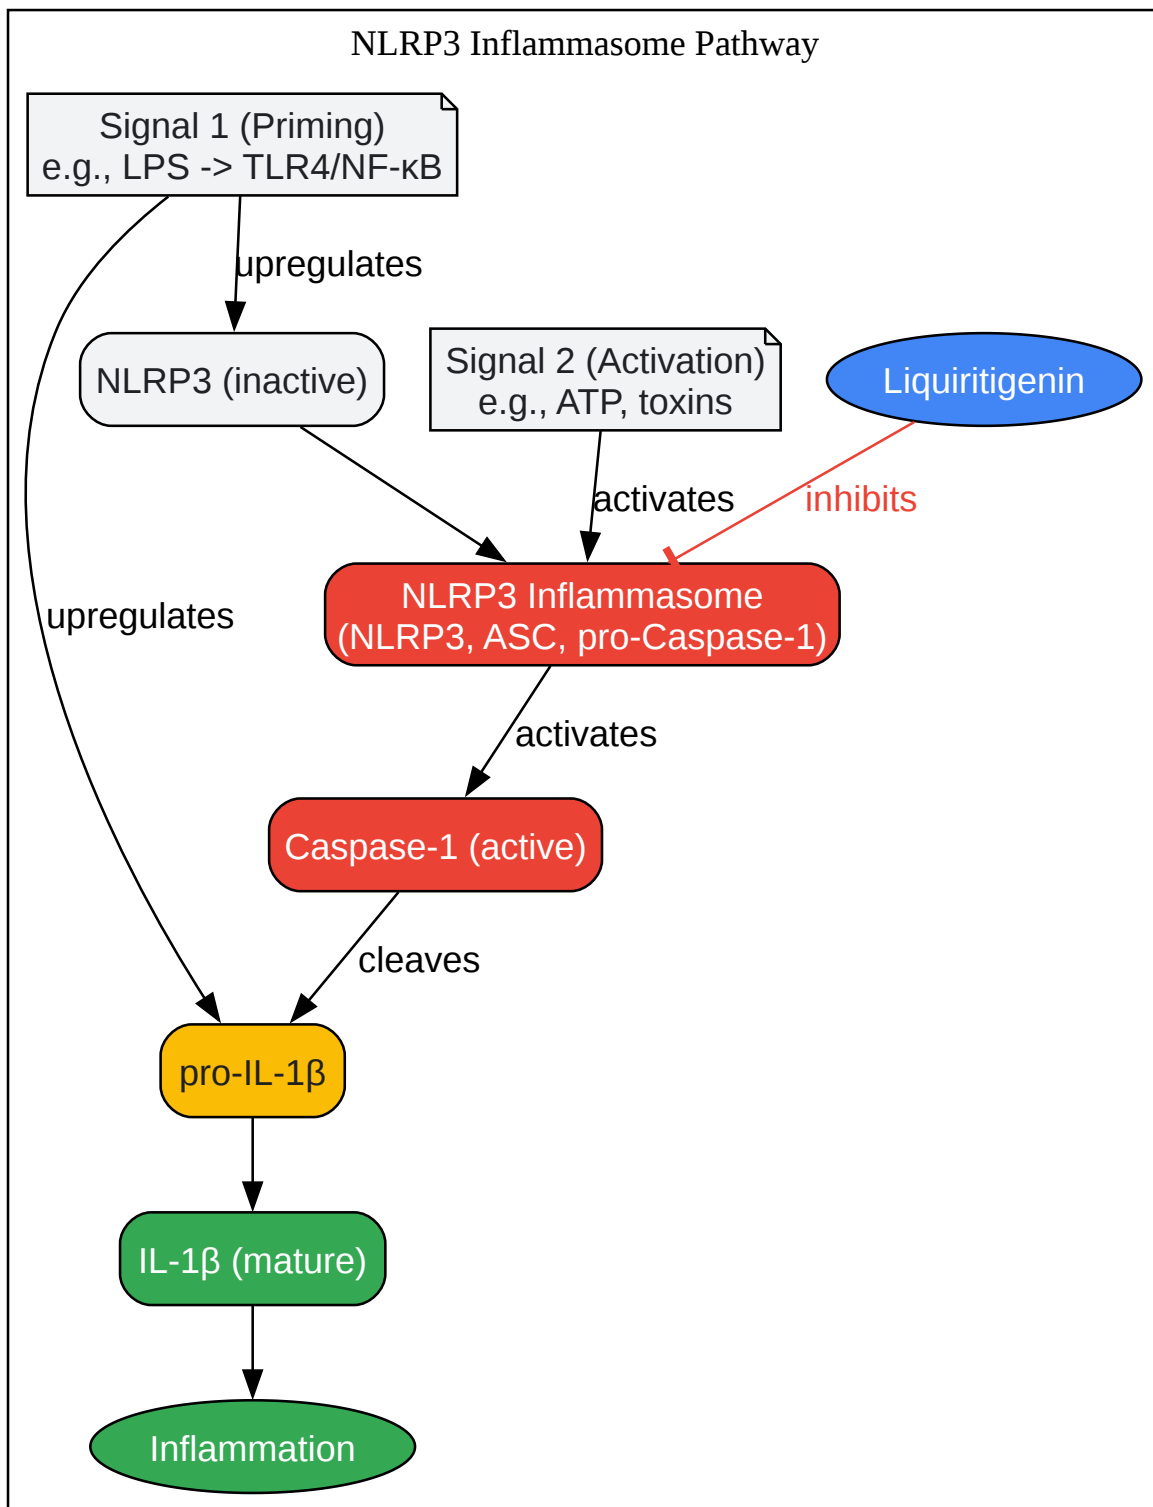 NLRP3 Inflammasome Pathway
Signal 1 (Priming)
e.g., LPS -> TLR4/NF-κB
upregulates
NLRP3 (inactive)
Signal 2 (Activation)
e.g., ATP, toxins
Liquiritigenin
activates
inhibits
upregulates
NLRP3 Inflammasome
(NLRP3, ASC, pro-Caspase-1)
activates
Caspase-1 (active)
cleaves
pro-IL-1β
IL-1β (mature)
Inflammation